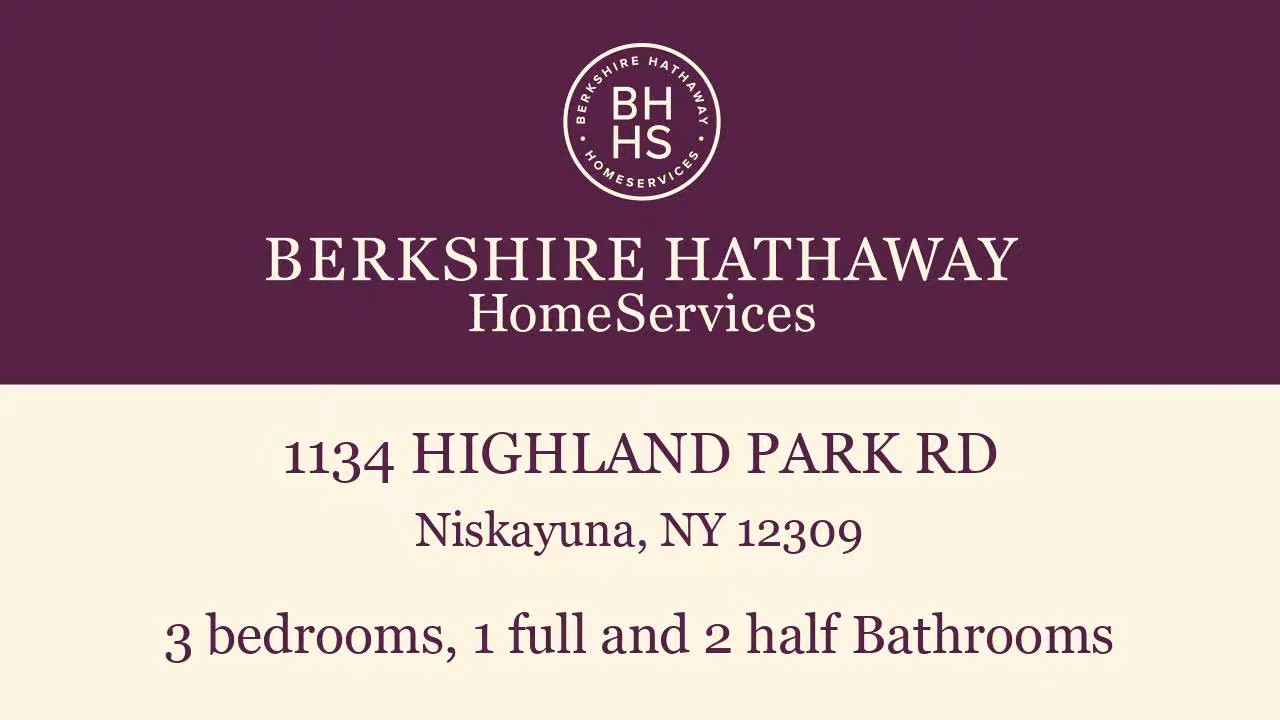 BERKSHIRE HATHAWAY
BH
HS
HOMESERVICES
BERKSHIRE HATHAWAY
HomeServices
1134 HIGHLAND PARK RD
Niskayuna, NY 12309
3 bedrooms, 1 full and 2 half Bathrooms